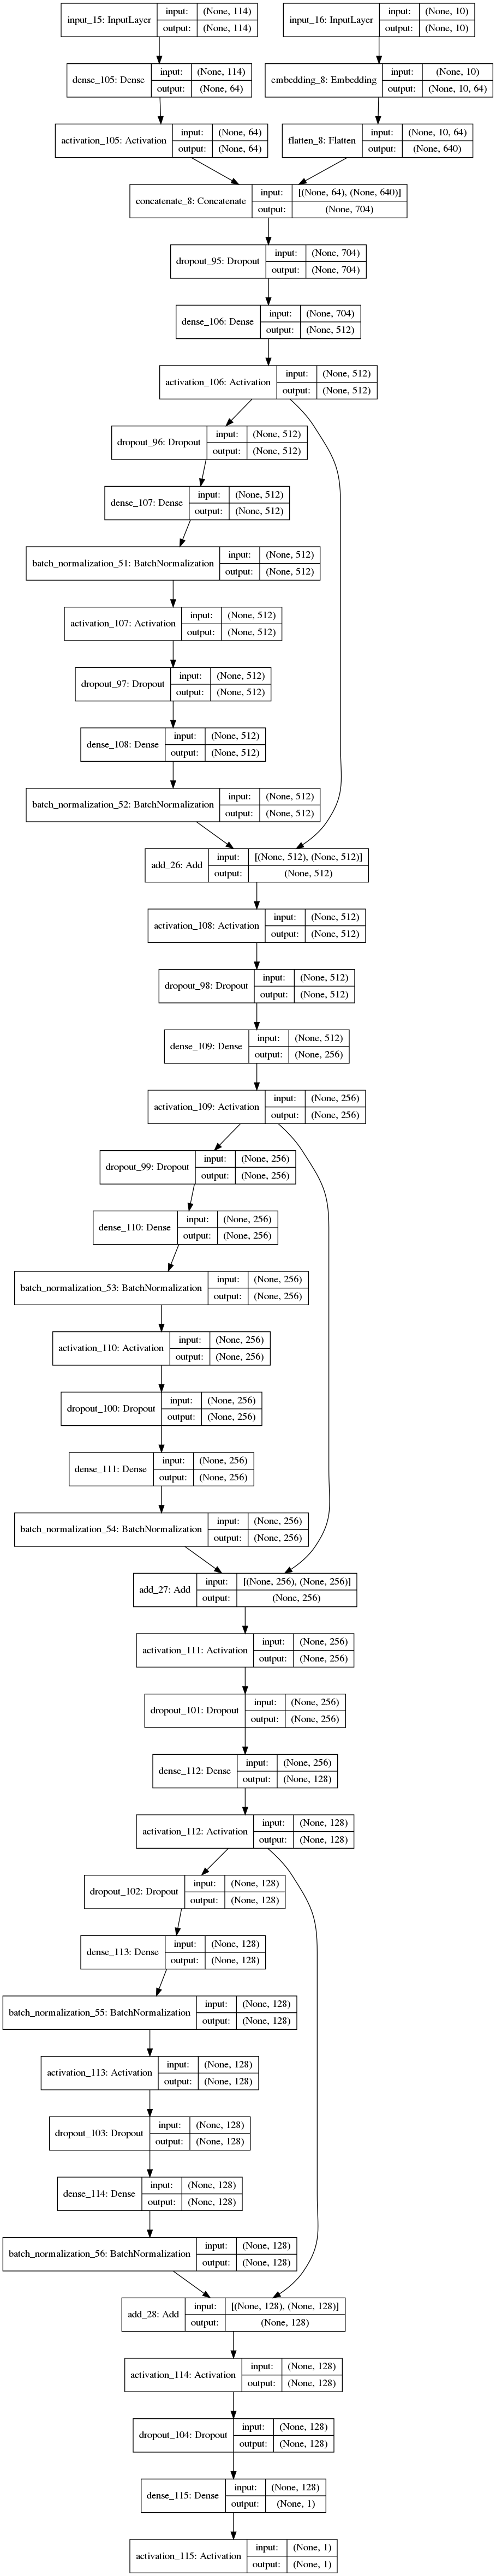 input_15: InputLayer input: (None, 114)
output: (None, 114)
input_16: InputLayer input: (None, 10)
output: (None, 10)
dense_105: Dense input: (None, 114)
output: (None, 64)
embedding_8: Embedding input: (None, 10)
output: (None, 10, 64)
activation_105: Activation input: (None, 64)
output: (None, 64)
flatten_8: Flatten input: (None, 10, 64)
output: (None, 640)
concatenate_8: Concatenate input: [(None, 64), (None, 640)]
output: (None, 704)
dropout_95: Dropout input: (None, 704)
output: (None, 704)
dense_106: Dense input: (None, 704)
output: (None, 512)
activation_106: Activation input: (None, 512)
output: (None, 512)
dropout_96: Dropout input: (None, 512)
output: (None, 512)
dense_107: Dense input: (None, 512)
output: (None, 512)
batch_normalization_51: BatchNormalization input: (None, 512)
output: (None, 512)
activation_107: Activation input: (None, 512)
output: (None, 512)
dropout_97: Dropout input: (None, 512)
output: (None, 512)
dense_108: Dense input: (None, 512)
output: (None, 512)
batch_normalization_52: BatchNormalization input: (None, 512)
output: (None, 512)
add_26: Add input: [(None, 512), (None, 512)]
output: (None, 512)
activation_108: Activation input: (None, 512)
output: (None, 512)
dropout_98: Dropout input: (None, 512)
output: (None, 512)
dense_109: Dense input: (None, 512)
output: (None, 256)
activation_109: Activation input: (None, 256)
output: (None, 256)
dropout_99: Dropout input: (None, 256)
output: (None, 256)
dense_110: Dense input: (None, 256)
output: (None, 256)
batch_normalization_53: BatchNormalization input: (None, 256)
output: (None, 256)
activation_110: Activation input: (None, 256)
output: (None, 256)
dropout_100: Dropout input: (None, 256)
output: (None, 256)
dense_111: Dense input: (None, 256)
output: (None, 256)
batch_normalization_54: BatchNormalization input: (None, 256)
output: (None, 256)
add_27: Add input: [(None, 256), (None, 256)]
output: (None, 256)
activation_111: Activation input: (None, 256)
output: (None, 256)
dropout_101: Dropout input: (None, 256)
output: (None, 256)
dense_112: Dense input: (None, 256)
output: (None, 128)
activation_112: Activation input: (None, 128)
output: (None, 128)
dropout_102: Dropout input: (None, 128)
output: (None, 128)
dense_113: Dense input: (None, 128)
output: (None, 128)
batch_normalization_55: BatchNormalization input: (None, 128)
output: (None, 128)
activation_113: Activation input: (None, 128)
output: (None, 128)
dropout_103: Dropout input: (None, 128)
output: (None, 128)
dense_114: Dense input: (None, 128)
output: (None, 128)
batch_normalization_56: BatchNormalization input: (None, 128)
output: (None, 128)
add_28: Add input: [(None, 128), (None, 128)]
output: (None, 128)
activation_114: Activation input: (None, 128)
output: (None, 128)
dropout_104: Dropout input: (None, 128)
output: (None, 128)
dense_115: Dense input: (None, 128)
output: (None, 1)
activation_115: Activation input: (None, 1)
output: (None, 1)